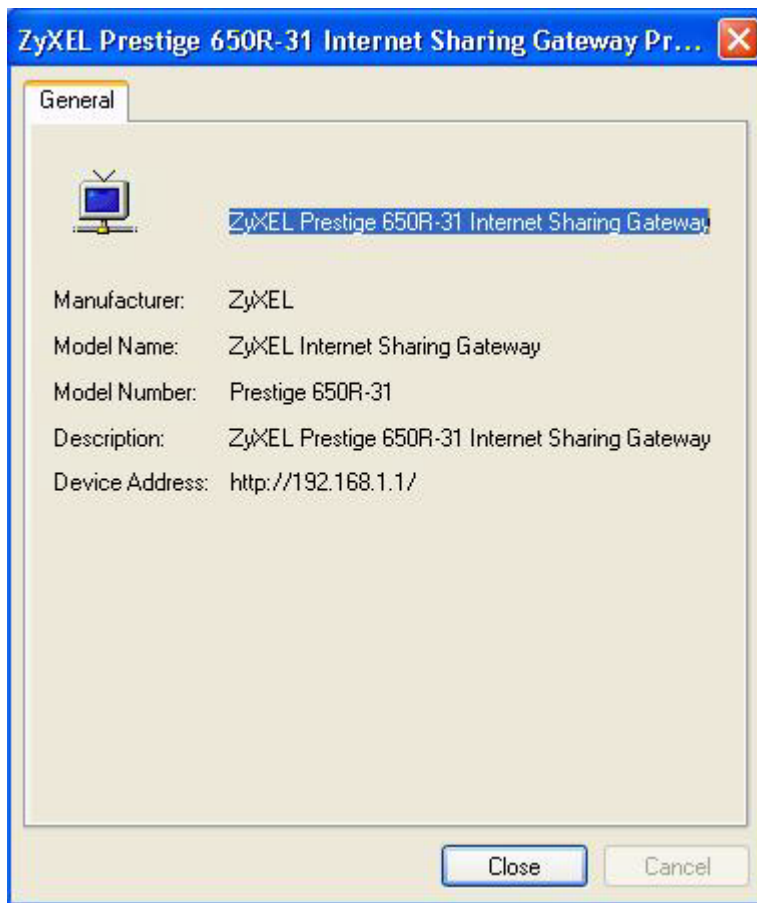 ZyXEL Prestige 650R-31 Internet Sharing Gateway Pr...
General
ZyXEL Prestige 650R-31 Internet Sharing Gateway
Manufacturer: ZyXEL
Model Name: ZyXEL Internet Sharing Gateway
Model Number: Prestige 650R-31
Description: ZyXEL Prestige 650R-31 Internet Sharing Gateway
Device Address: http://192.168.1.1/
Close Cancel